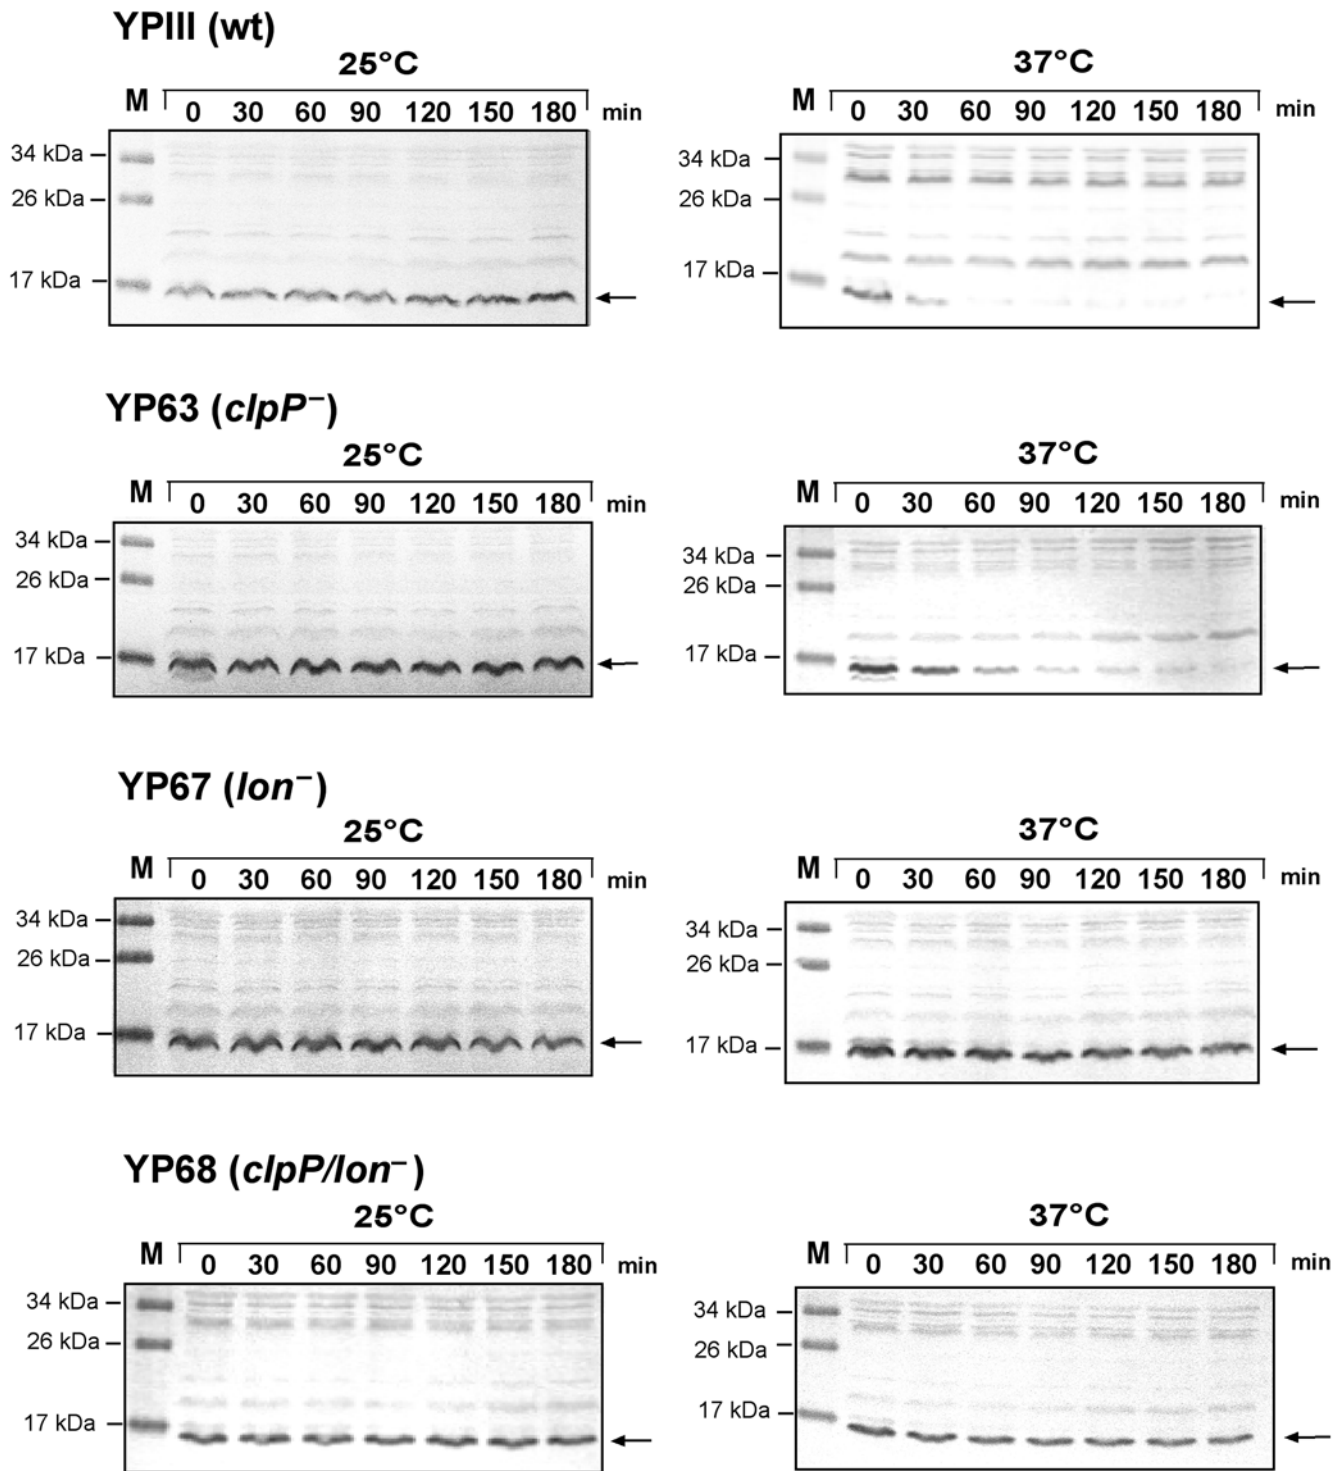 YPIII (wt)
25°C
M 0 30 60 90 120 150 180 min
34 kDa
26 kDa
17 kDa
37°C
M 0 30 60 90 120 150 180 min
34 kDa
26 kDa
17 kDa
YP63 (clpP⁻)
25°C
M 0 30 60 90 120 150 180 min
34 kDa
26 kDa
17 kDa
37°C
M 0 30 60 90 120 150 180 min
34 kDa
26 kDa
17 kDa
YP67 (lon⁻)
25°C
M 0 30 60 90 120 150 180 min
34 kDa
26 kDa
17 kDa
37°C
M 0 30 60 90 120 150 180 min
34 kDa
26 kDa
17 kDa
YP68 (clpP/lon⁻)
25°C
M 0 30 60 90 120 150 180 min
34 kDa
26 kDa
17 kDa
37°C
M 0 30 60 90 120 150 180 min
34 kDa
26 kDa
17 kDa